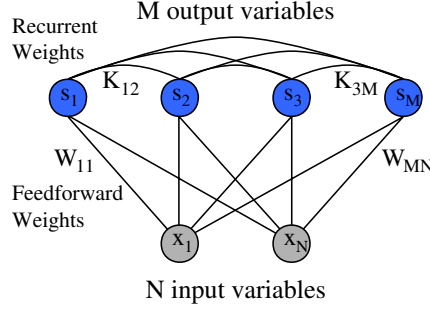 M output variables
Recurrent
Weights
K12
K3M
s1
s2
s3
sM
W11
WMN
Feedforward
Weights
x1
xN
N input variables